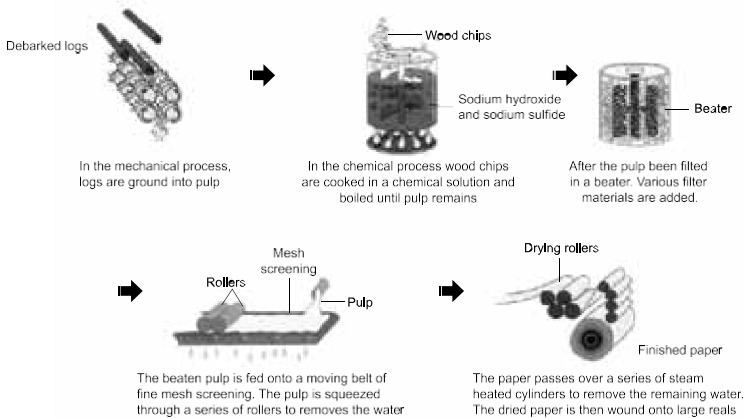 Debarked logs
In the mechanical process,
logs are ground into pulp
Wood chips
Sodium hydroxide
and sodium sulfide
In the chemical process wood chips
are cooked in a chemical solution and
boiled until pulp remains
Beater
After the pulp been filted
in a beater. Various filter
materials are added.
Mesh
screening
Rollers
Pulp
The beaten pulp is fed onto a moving belt of
fine mesh screening. The pulp is squeezed
through a series of rollers to removes the water
Drying rollers
Finished paper
The paper passes over a series of steam
heated cylinders to remove the remaining water.
The dried paper is then wound onto large reals